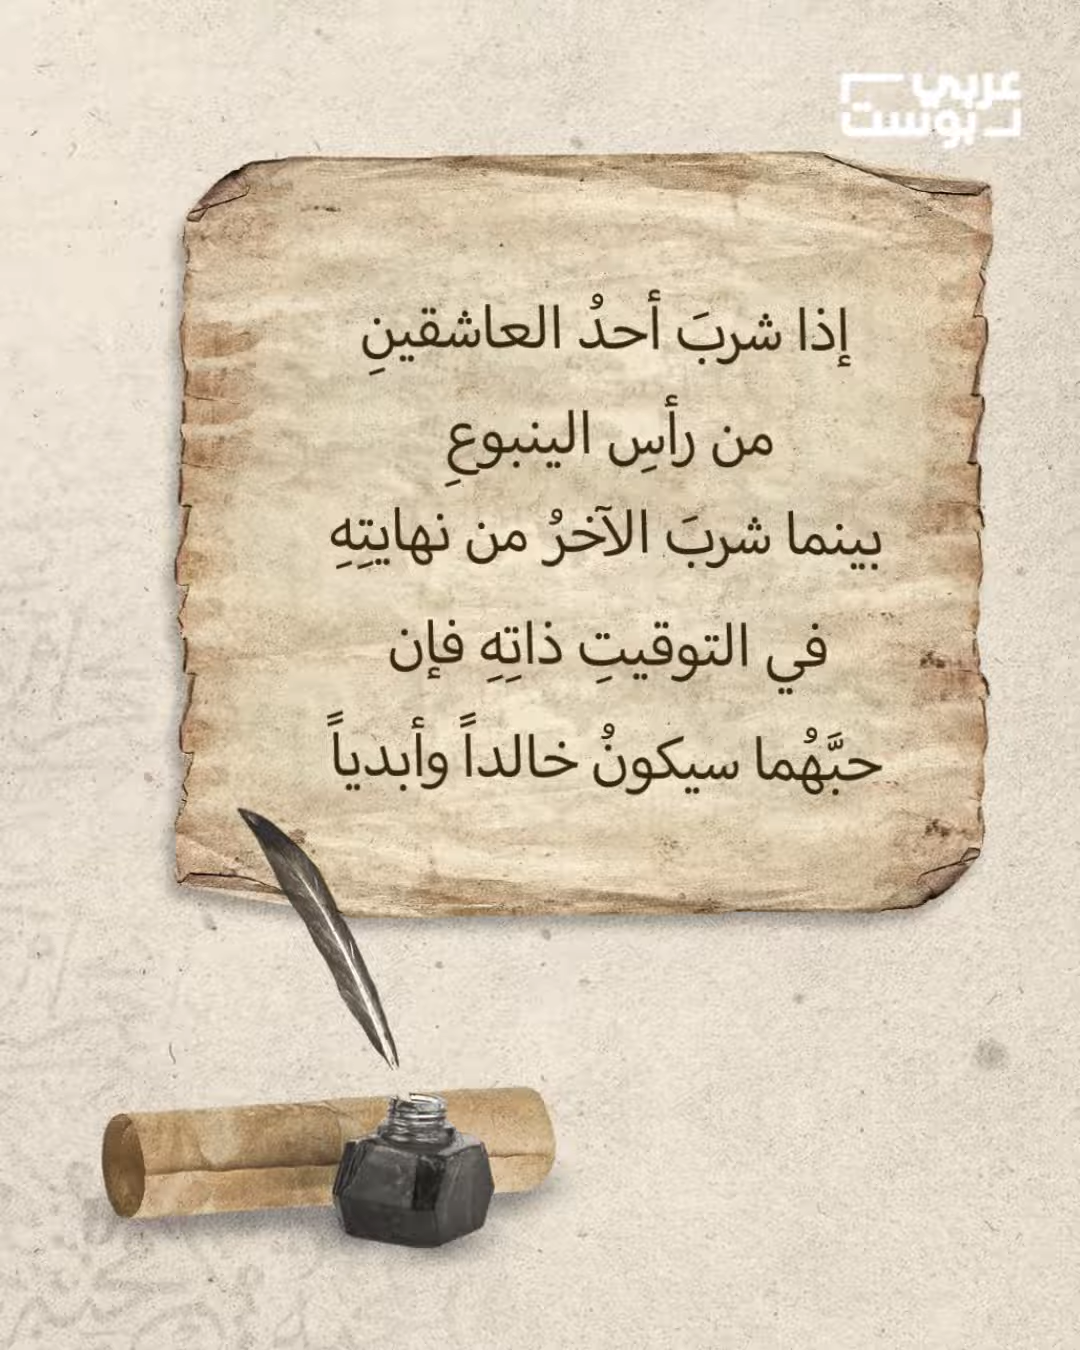 عربي
بوست
إذا شربَ أحدُ العاشقينِ
من رأسِ الينبوعِ
بينما شربَ الآخرُ من نهايتِهِ
في التوقيتِ ذاتِهِ فإن
حبَّهُما سيكونُ خالداً وأبدياً